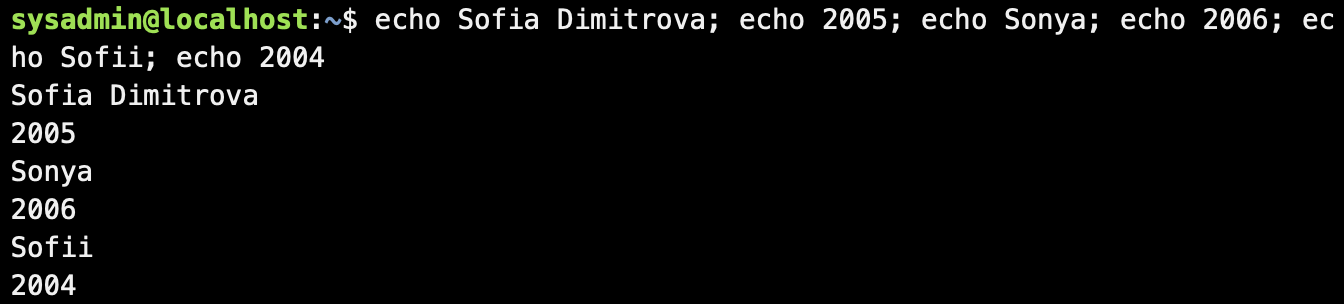 sysadmin@localhost:~$ echo Sofia Dimitrova; echo 2005; echo Sonya; echo 2006; ec
ho Sofii; echo 2004
Sofia Dimitrova
2005
Sonya
2006
Sofii
2004